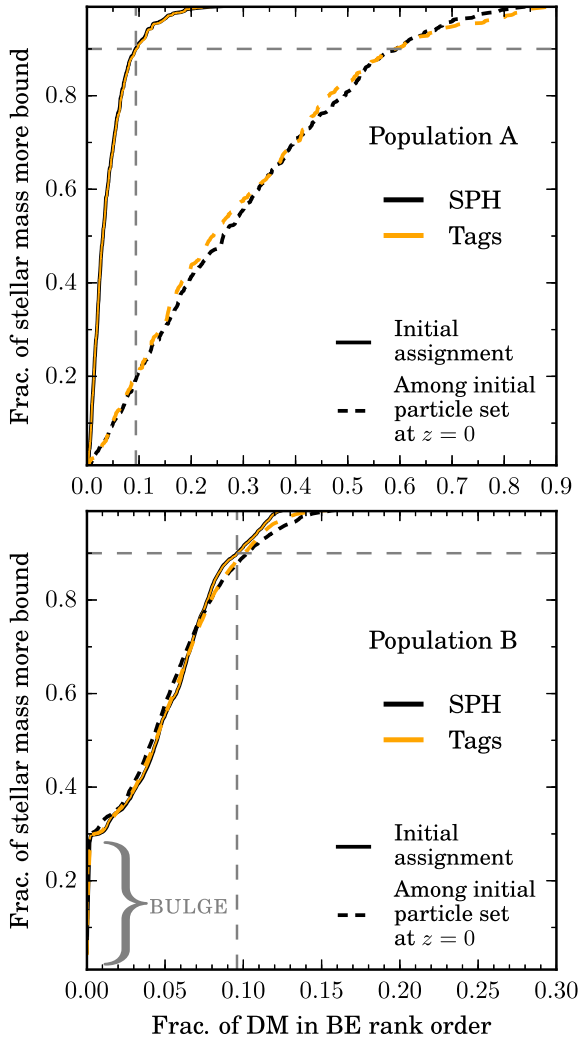 Frac. of stellar mass more bound
0.8
0.6
0.4
0.2
Population A
SPH
Tags
Initial
assignment
Among initial
particle set
at z = 0
0.0 0.1 0.2 0.3 0.4 0.5 0.6 0.7 0.8 0.9
Frac. of stellar mass more bound
0.8
0.6
0.4
0.2
Population B
SPH
Tags
Initial
assignment
Among initial
particle set
at z = 0
BULGE
0.00 0.05 0.10 0.15 0.20 0.25 0.30
Frac. of DM in BE rank order